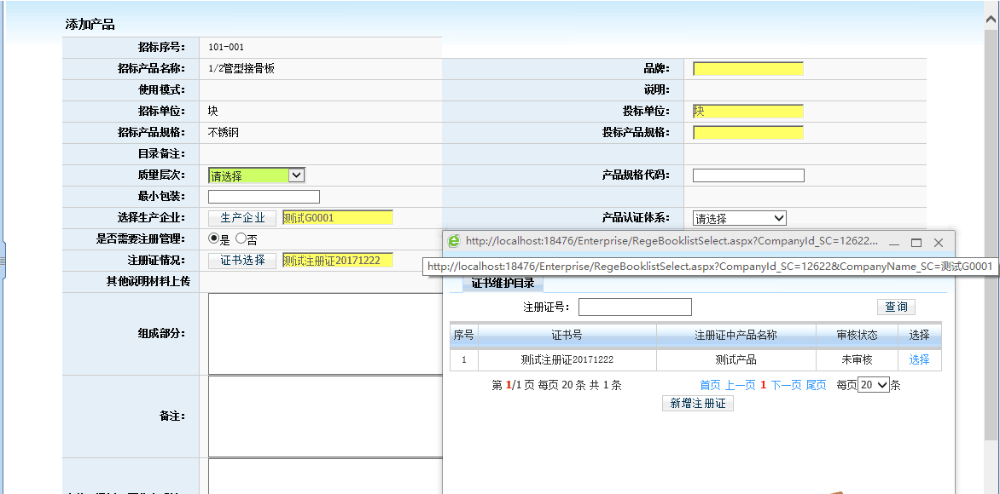 添加产品
招标序号： 101-001
招标产品名称： 1/2管型接骨板 品牌：
使用模式： 说明：
招标单位： 块 投标单位： 块
招标产品规格： 不锈钢 投标产品规格：
目录备注：
质量层次： 请选择 产品规格代码：
最小包装：
选择生产企业： 生产企业 测试G0001 产品认证体系： 请选择
是否需要注册管理： 是 否
注册证情况： 证书选择 测试注册证20171222
其他说明材料上传
组成部分：
备注：
http://localhost:18476/Enterprise/RegeBooklistSelect.aspx?CompanyId_SC=12622...
http://localhost:18476/Enterprise/RegeBooklistSelect.aspx?CompanyId_SC=12622&CompanyName_SC=测试G0001
证书维护目录
注册证号： 查询
序号 证书号 注册证中产品名称 审核状态 选择
1 测试注册证20171222 测试产品 未审核 选择
第 1/1 页 每页 20 条 共 1 条 首页 上一页 1 下一页 尾页 每页 20 条
新增注册证